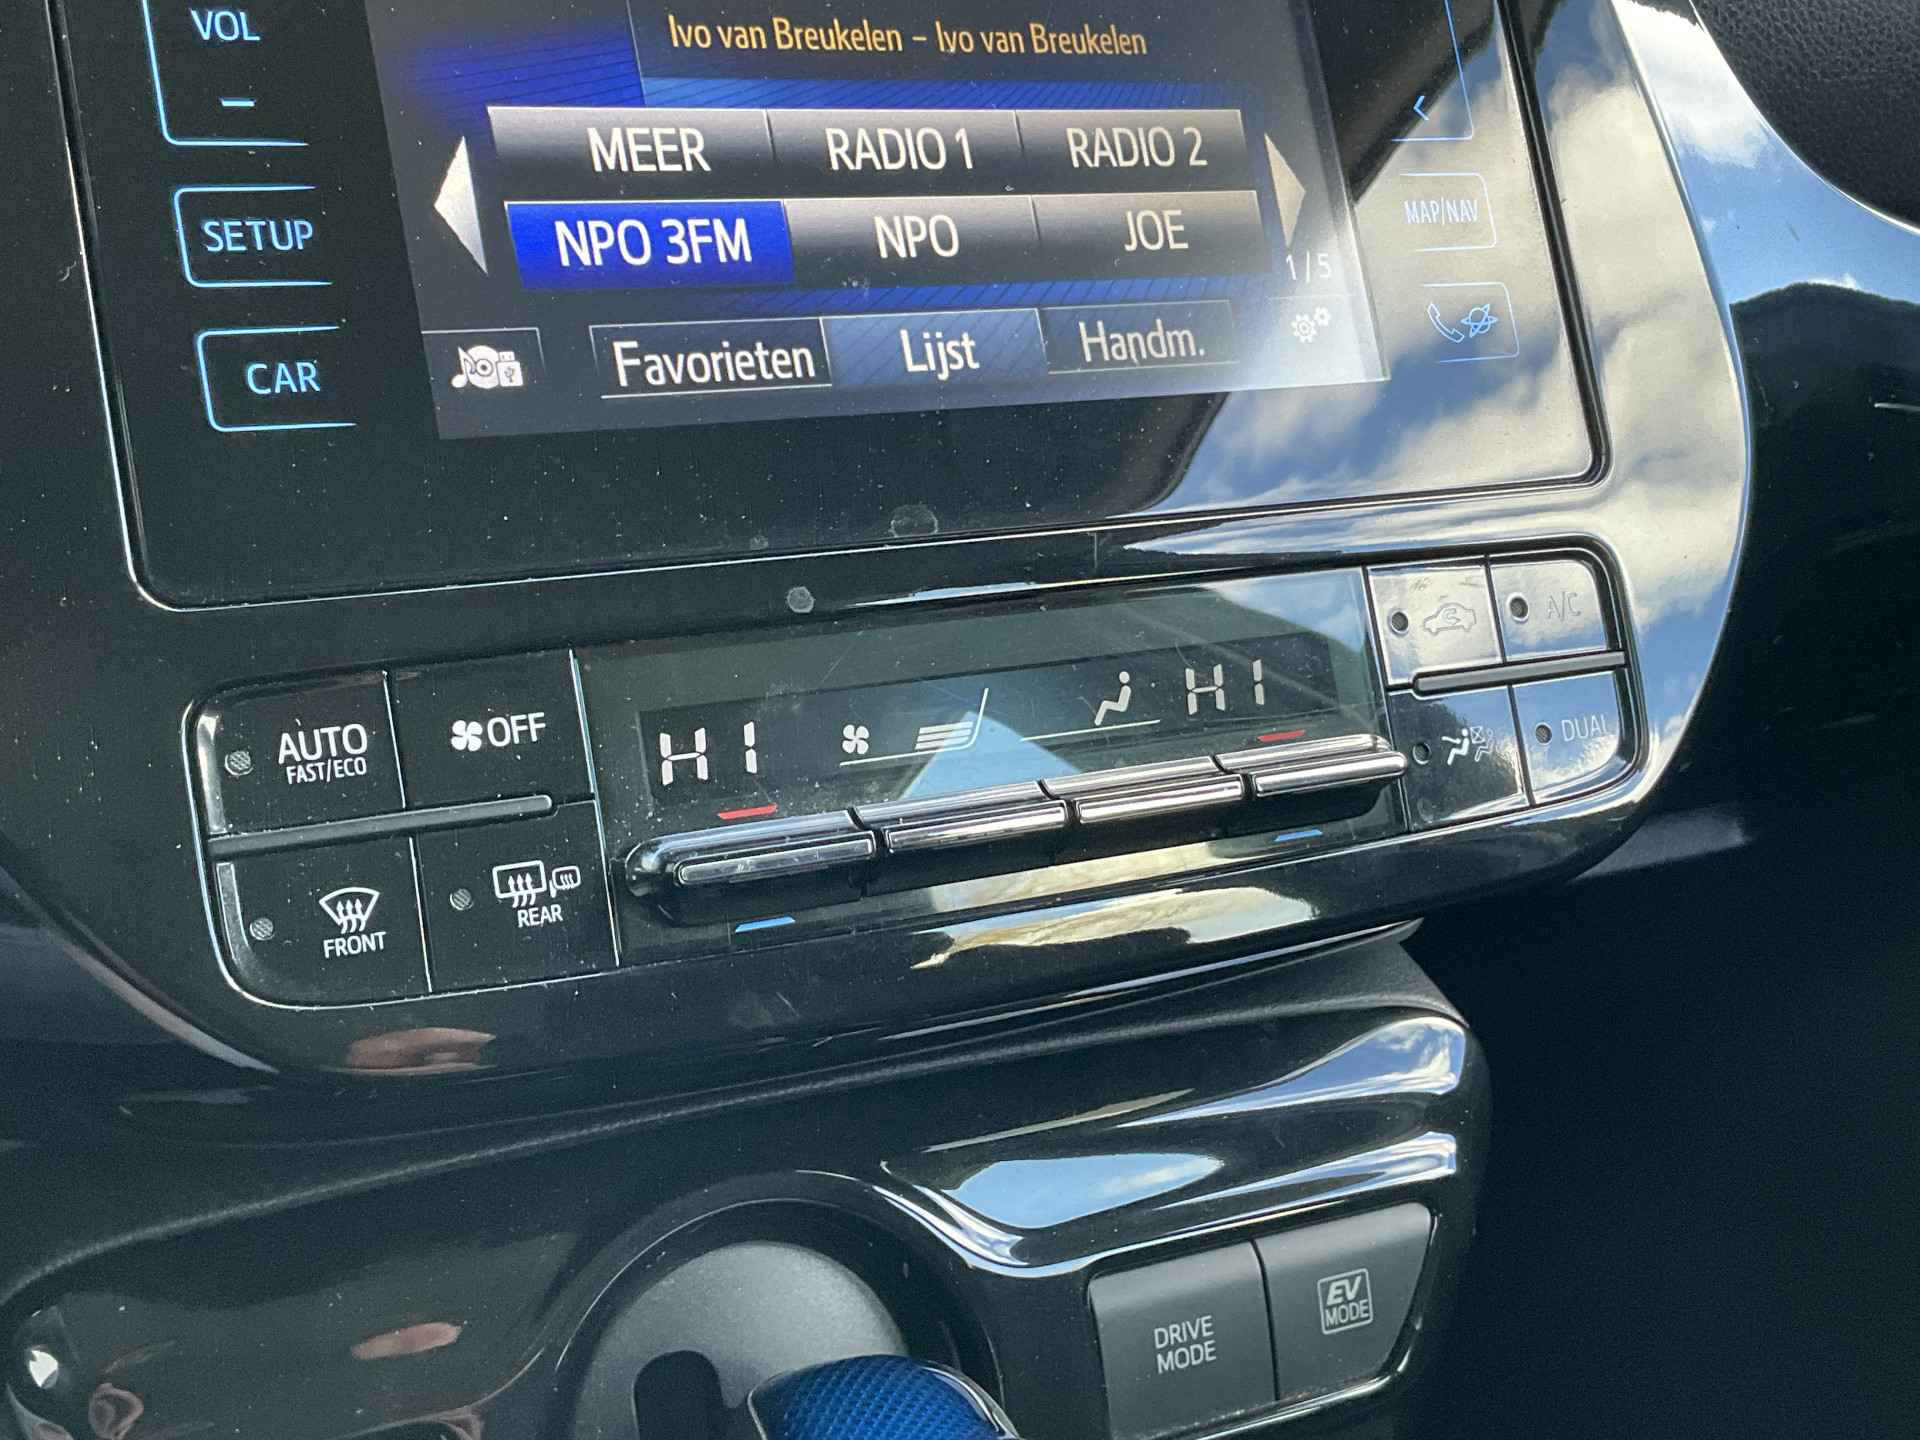 VOL
Ivo van Breukelen – Ivo van Breukelen
–
MEER RADIO 1 RADIO 2
SETUP
NPO 3FM NPO JOE
MAP/NAV
1 / 5
CAR
Favorieten Lijst Handm.
A/C
AUTO
FAST/ECO
OFF
HI
HI
DUAL
FRONT
REAR
DRIVE
MODE
EV
MODE